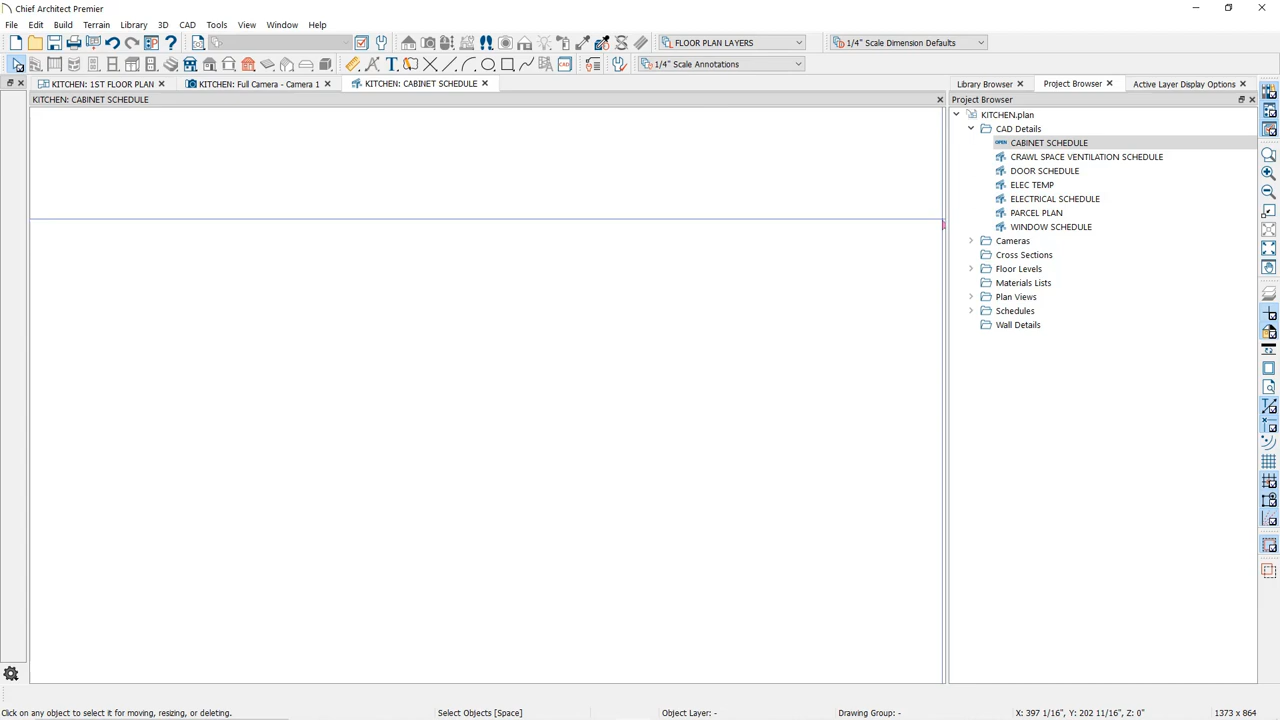 Chief Architect Premier
File Edit Build Terrain Library 3D CAD Tools View Window Help
FLOOR PLAN LAYERS 1/4" Scale Dimension Defaults
1/4" Scale Annotations
KITCHEN: 1ST FLOOR PLAN KITCHEN: Full Camera - Camera 1 KITCHEN: CABINET SCHEDULE Library Browser Project Browser Active Layer Display Options
KITCHEN: CABINET SCHEDULE Project Browser
KITCHEN.plan
CAD Details
OPEN CABINET SCHEDULE
CRAWL SPACE VENTILATION SCHEDULE
DOOR SCHEDULE
ELEC TEMP
ELECTRICAL SCHEDULE
PARCEL PLAN
WINDOW SCHEDULE
Cameras
Cross Sections
Floor Levels
Materials Lists
Plan Views
Schedules
Wall Details
Click on any object to select it for moving, resizing, or deleting. Select Objects [Space] Object Layer: - Drawing Group: - X: 397 1/16", Y: 202 11/16", Z: 0" 1373 x 864